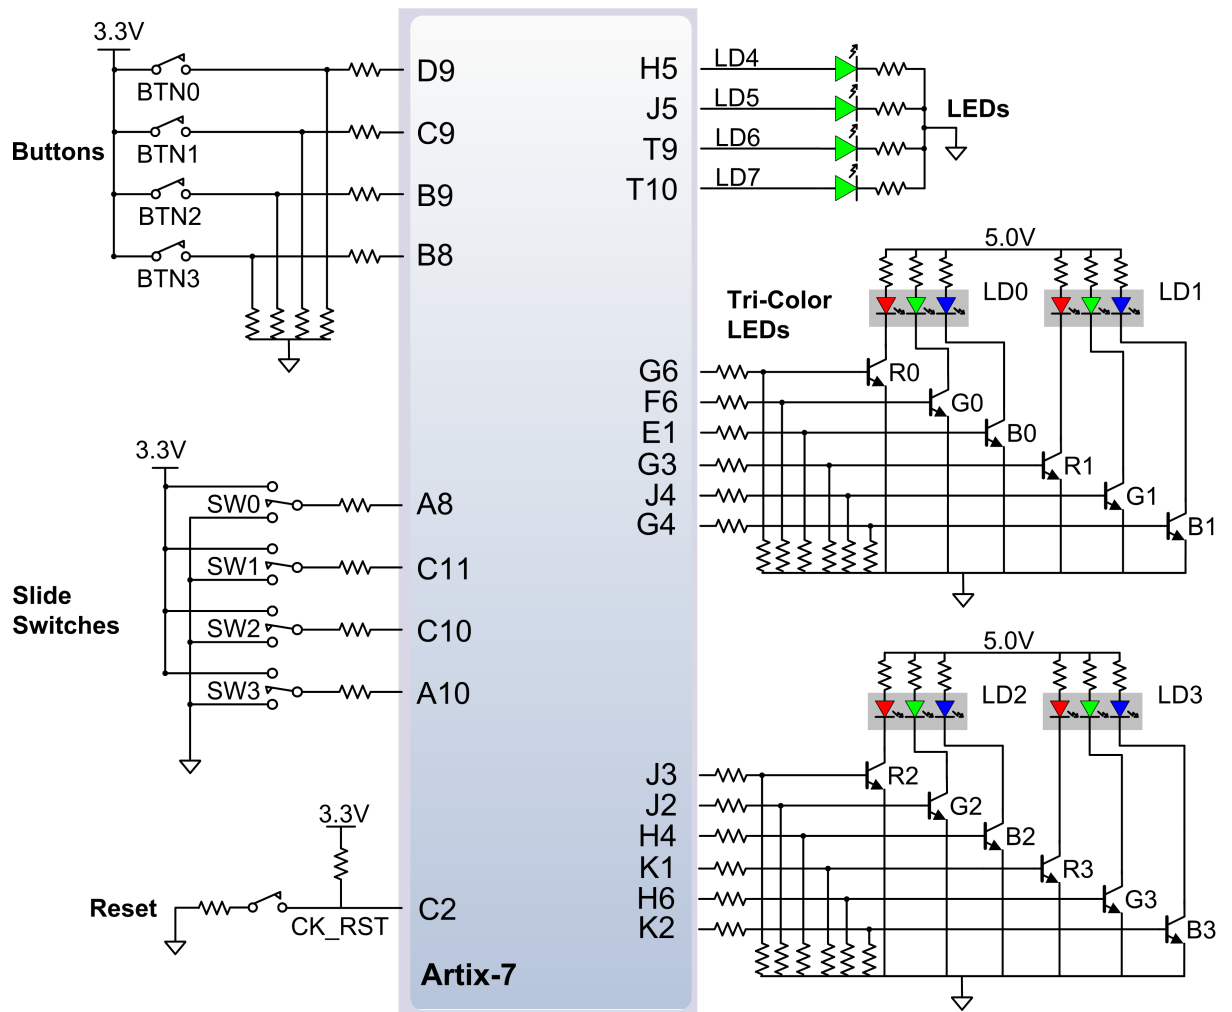 3.3V
BTN0
BTN1
BTN2
BTN3
Buttons
D9
C9
B9
B8
3.3V
SW0
SW1
SW2
SW3
Slide
Switches
A8
C11
C10
A10
3.3V
Reset
CK_RST
C2
Artix-7
H5
J5
T9
T10
LD4
LD5
LD6
LD7
LEDs
5.0V
LD0
LD1
Tri-Color
LEDs
G6
F6
E1
G3
J4
G4
R0
G0
B0
R1
G1
B1
5.0V
LD2
LD3
J3
J2
H4
K1
H6
K2
R2
G2
B2
R3
G3
B3